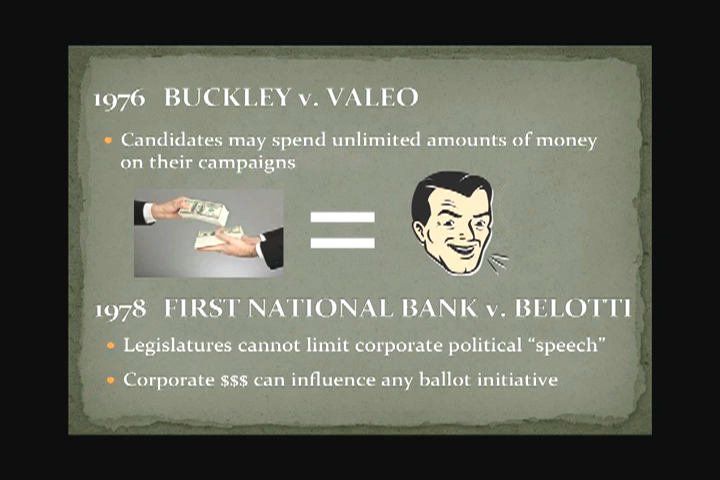 1976 BUCKLEY v. VALEO
• Candidates may spend unlimited amounts of money
on their campaigns
=
1978 FIRST NATIONAL BANK v. BELOTTI
• Legislatures cannot limit corporate political “speech”
• Corporate $$$ can influence any ballot initiative